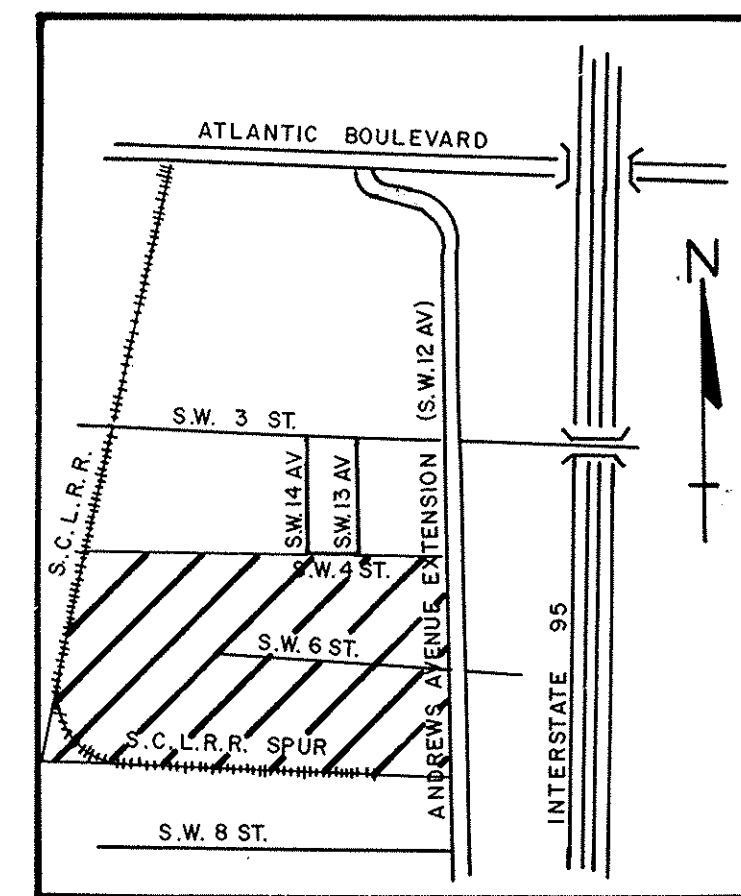 ATLANTIC BOULEVARD
N
(S.W. 12 AV)
S.W. 3 ST.
S.C.L.R.R.
S.W. 14 AV
S.W. 13 AV
ANDREWS AVENUE EXTENSION
S.W. 4 ST.
S.W. 6 ST.
INTERSTATE 95
S.C.L.R.R. SPUR
S.W. 8 ST.